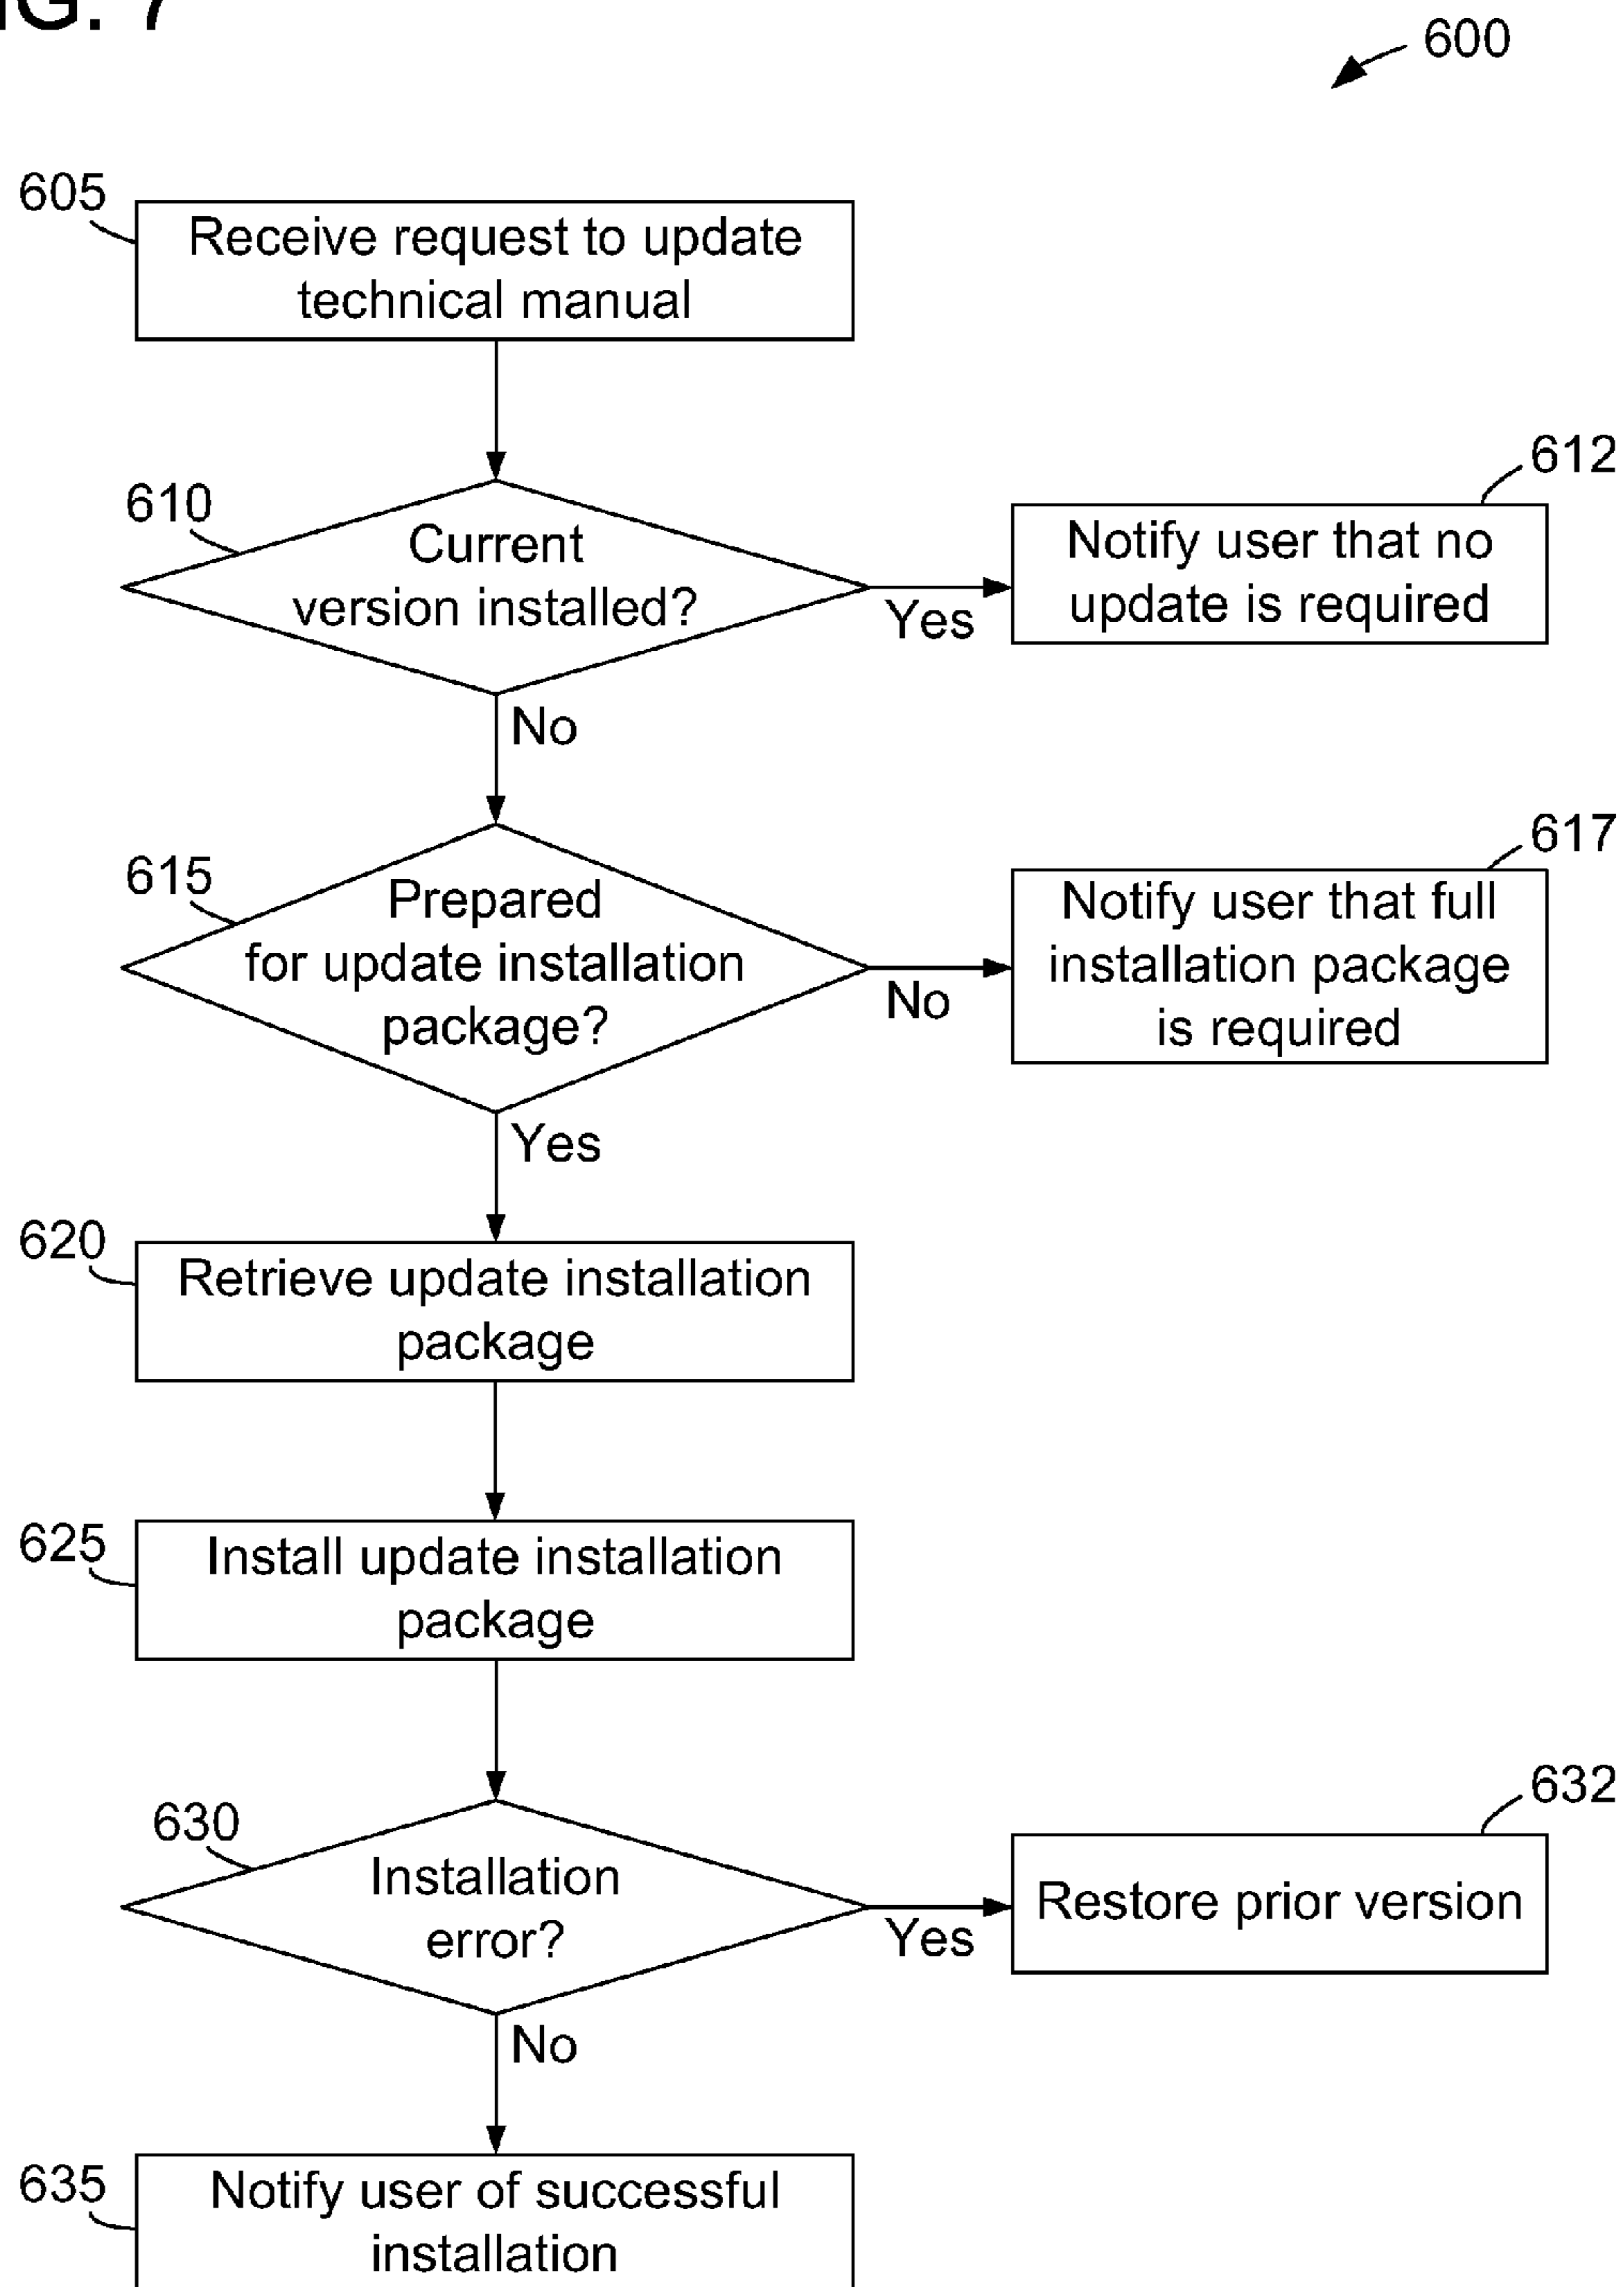 IG. 7
600
605
Receive request to update
technical manual
610
Current
version installed?
Yes
612
Notify user that no
update is required
No
615
Prepared
for update installation
package?
No
617
Notify user that full
installation package
is required
Yes
620
Retrieve update installation
package
625
Install update installation
package
630
Installation
error?
Yes
632
Restore prior version
No
635
Notify user of successful
installation